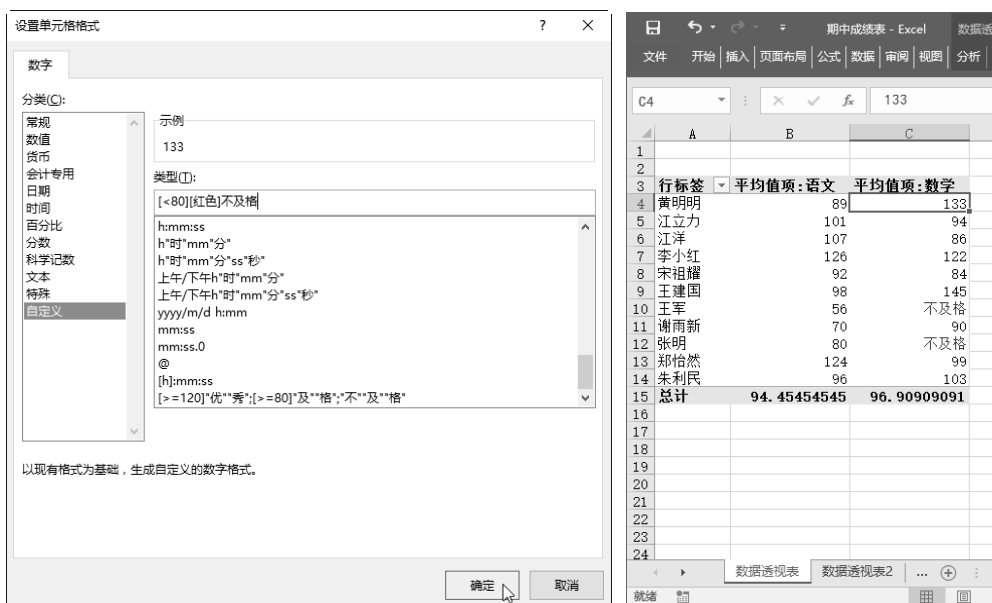 设置单元格格式 ? ×
数字
分类(C):
常规
数值
货币
会计专用
日期
时间
百分比
分数
科学记数
文本
特殊
自定义
示例
133
类型(T):
[<80][红色]不及格
h:mm:ss
h"时"mm"分"
h"时"mm"分"ss"秒"
上午/下午h"时"mm"分"
上午/下午h"时"mm"分"ss"秒"
yyyy/m/d h:mm
mm:ss
mm:ss.0
@
[h]:mm:ss
[>=120]"优""秀";[>=80]"及""格";"不""及""格"
以现有格式为基础，生成自定义的数字格式。
确定 取消
期中成绩表 - Excel 数据透
文件 开始 插入 页面布局 公式 数据 审阅 视图 分析
C4 fx 133
A B C
1
2
3 行标签 平均值项:语文 平均值项:数学
4 黄明明 89 133
5 江立力 101 94
6 江洋 107 86
7 李小红 126 122
8 宋祖耀 92 84
9 王建国 98 145
10 王军 56 不及格
11 谢雨新 70 90
12 张明 80 不及格
13 郑怡然 124 99
14 朱利民 96 103
15 总计 94.45454545 96.90909091
16
17
18
19
20
21
22
23
24
数据透视表 数据透视表2 ...
就绪